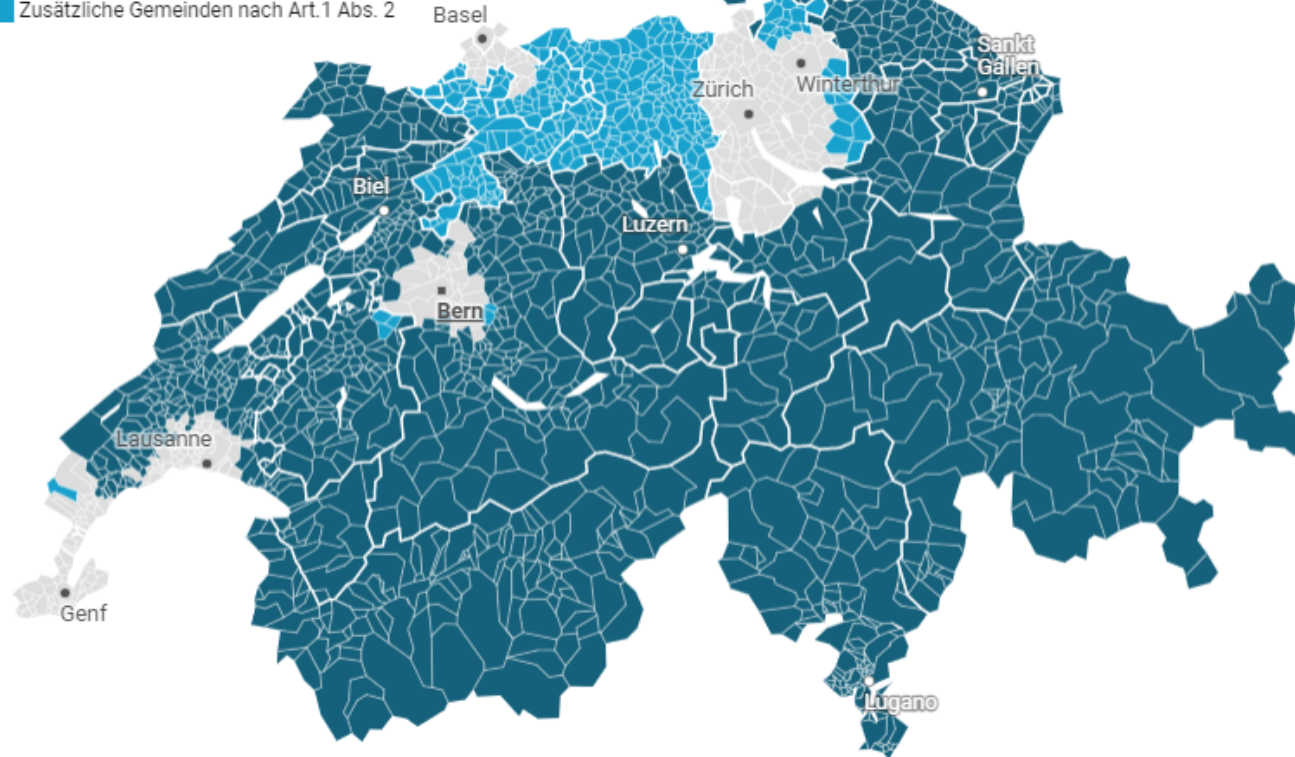 Zusätzliche Gemeinden nach Art.1 Abs. 2
Basel
Sankt
Gallen
Zürich
Winterthur
Biel
Luzern
Bern
Lausanne
Genf
Lugano